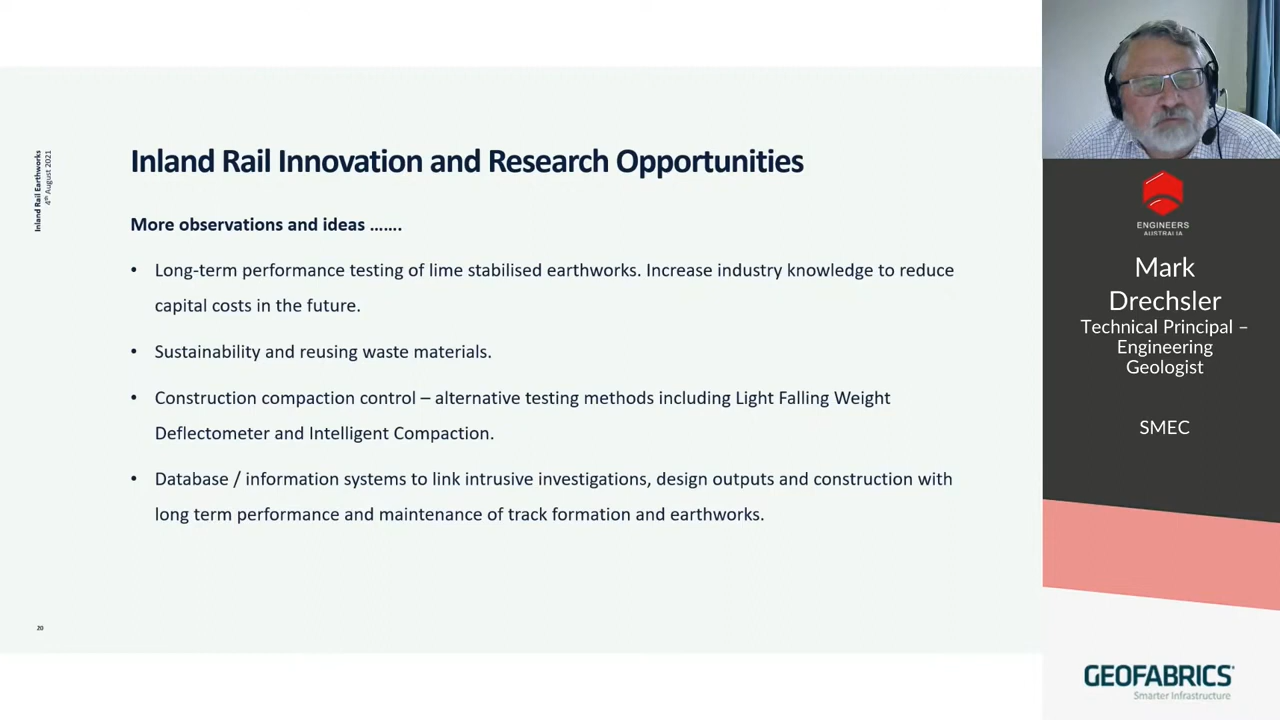 Inland Rail Earthworks
4th August 2021
Inland Rail Innovation and Research Opportunities
More observations and ideas …….
• Long-term performance testing of lime stabilised earthworks. Increase industry knowledge to reduce
capital costs in the future.
• Sustainability and reusing waste materials.
• Construction compaction control – alternative testing methods including Light Falling Weight
Deflectometer and Intelligent Compaction.
• Database / information systems to link intrusive investigations, design outputs and construction with
long term performance and maintenance of track formation and earthworks.
20
ENGINEERS
AUSTRALIA
Mark
Drechsler
Technical Principal –
Engineering
Geologist
SMEC
GEOFABRICS
Smarter Infrastructure